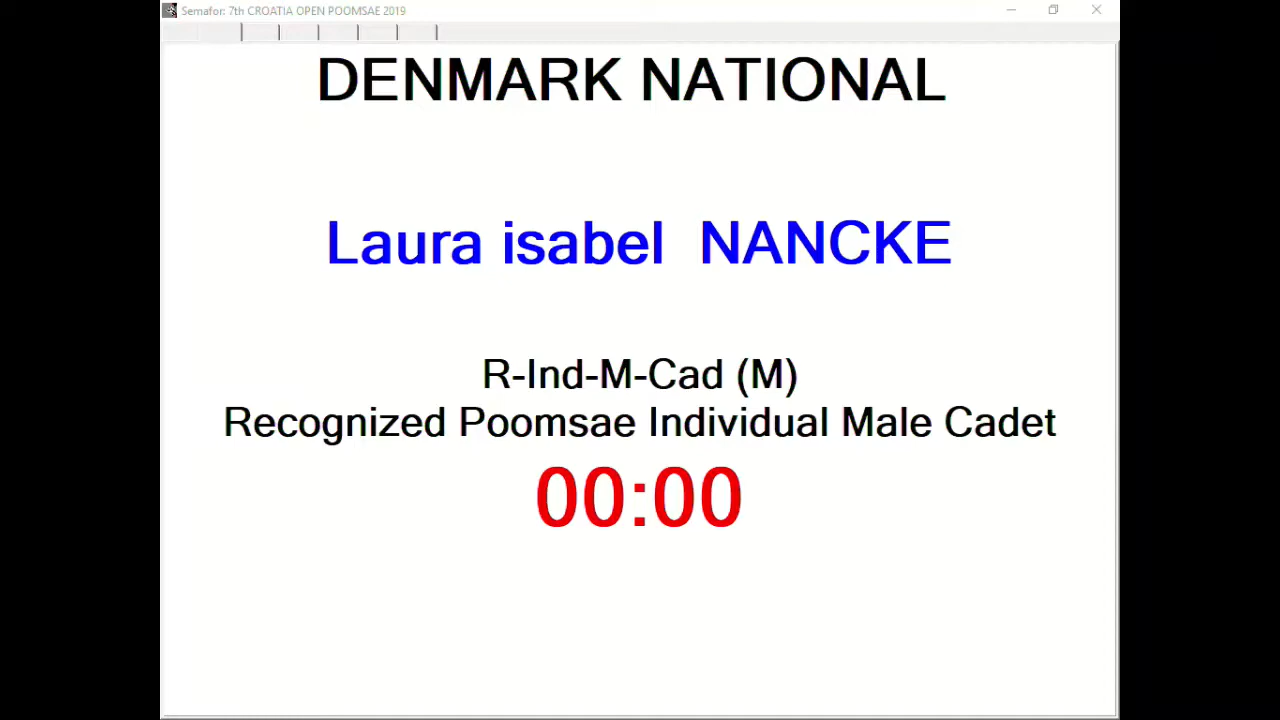 Semafor: 7th CROATIA OPEN POOMSAE 2019
DENMARK NATIONAL
Laura isabel NANCKE
R-Ind-M-Cad (M)
Recognized Poomsae Individual Male Cadet
00:00